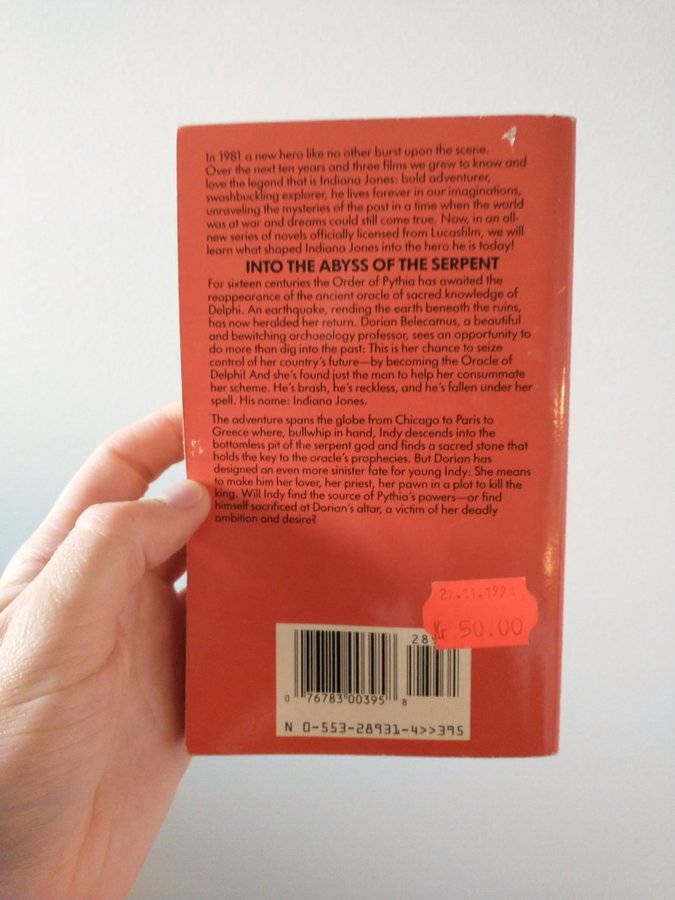 In 1981 a new hero like no other burst upon the scene.
Over the next ten years and three films we grew to know and
love the legend that is Indiana Jones: bold adventurer,
swashbuckling explorer, he lives forever in our imaginations,
unraveling the mysteries of the past in a time when the world
was at war and dreams could still come true. Now, in an all-
new series of novels officially licensed from Lucasfilm, we will
learn what shaped Indiana Jones into the hero he is today!
INTO THE ABYSS OF THE SERPENT
For sixteen centuries the Order of Pythia has awaited the
reappearance of the ancient oracle of sacred knowledge of
Delphi. An earthquake, rending the earth beneath the ruins,
has now heralded her return. Dorian Belecamus, a beautiful
and bewitching archaeology professor, sees an opportunity to
do more than dig into the past: This is her chance to seize
control of her country's future—by becoming the Oracle of
Delphi! And she's found just the man to help her consummate
her scheme. He's brash, he's reckless, and he's fallen under her
spell. His name: Indiana Jones.
The adventure spans the globe from Chicago to Paris to
Greece where, bullwhip in hand, Indy descends into the
bottomless pit of the serpent god and finds a sacred stone that
holds the key to the oracle's prophecies. But Dorian has
designed an even more sinister fate for young Indy: She means
to make him her lover, her priest, her pawn in a plot to kill the
king. Will Indy find the source of Pythia's powers—or find
himself sacrificed at Dorian's altar, a victim of her deadly
ambition and desire?
Kr 50.00
28
0 76783 00395 8
N 0-553-28931-4>>395